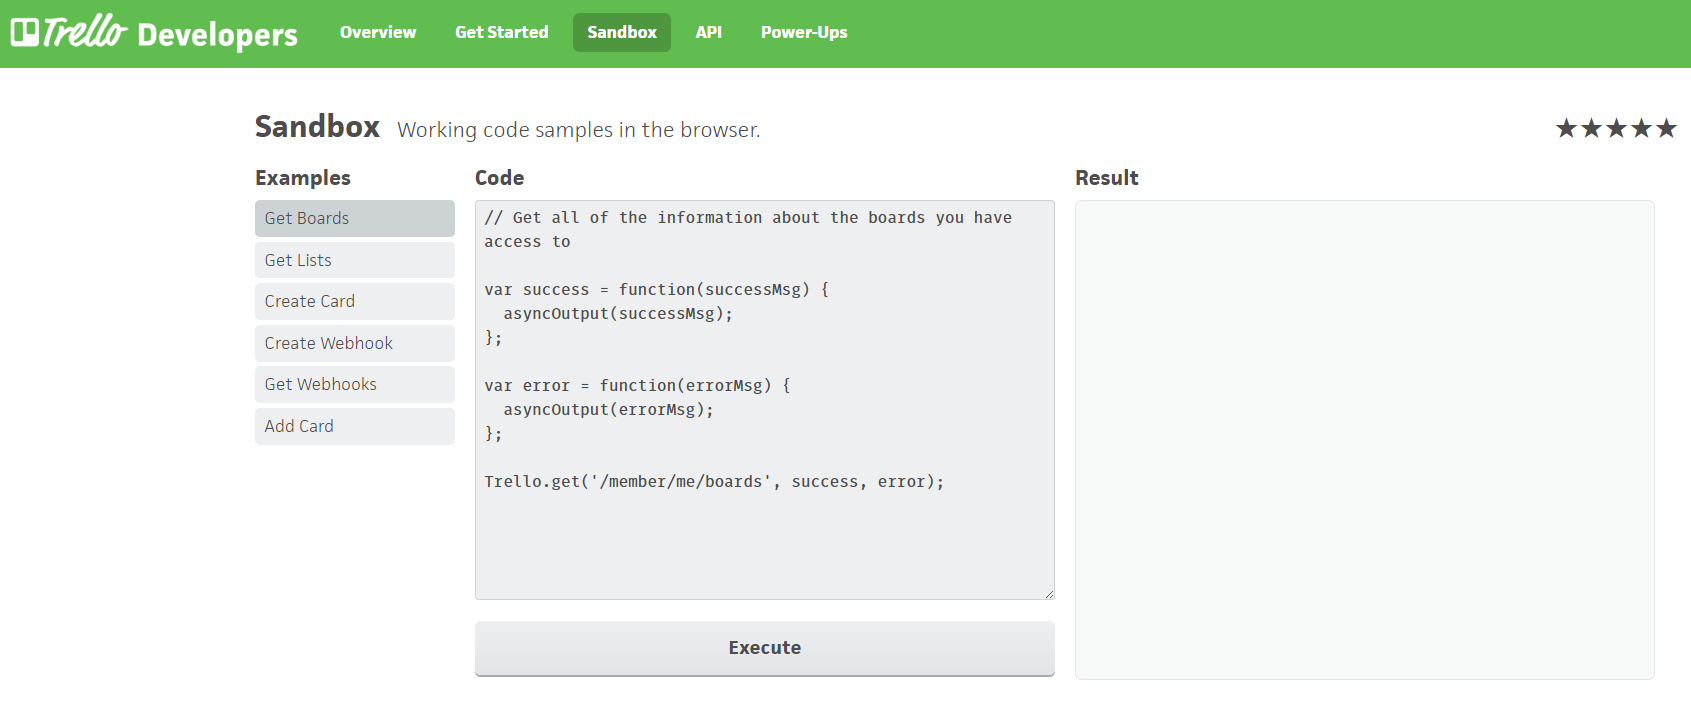 Trello Developers
Overview
Get Started
Sandbox
API
Power-Ups
Sandbox
Working code samples in the browser.
★★★★★
Examples
Get Boards
Get Lists
Create Card
Create Webhook
Get Webhooks
Add Card
Code
// Get all of the information about the boards you have
access to
var success = function(successMsg) {
  asyncOutput(successMsg);
};
var error = function(errorMsg) {
  asyncOutput(errorMsg);
};
Trello.get('/member/me/boards', success, error);
Execute
Result